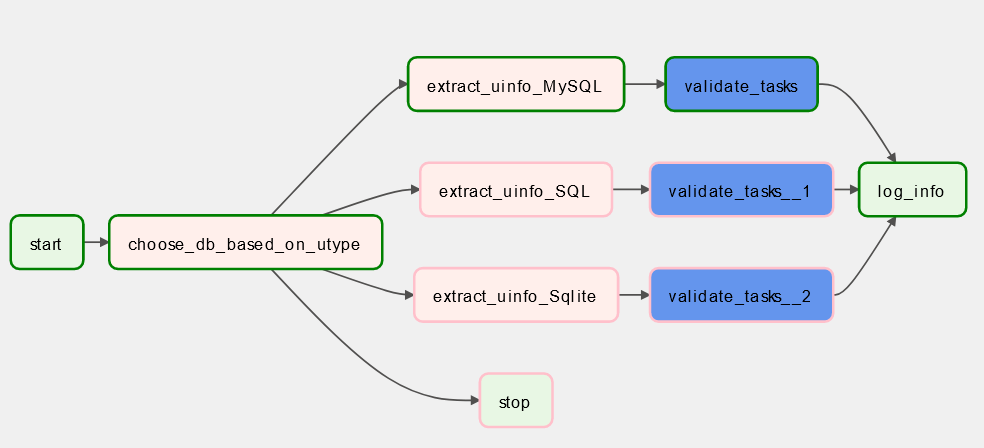 extract_uinfo_MySQL
validate_tasks
extract_uinfo_SQL
validate_tasks__1
log_info
start
choose_db_based_on_utype
extract_uinfo_Sqlite
validate_tasks__2
stop